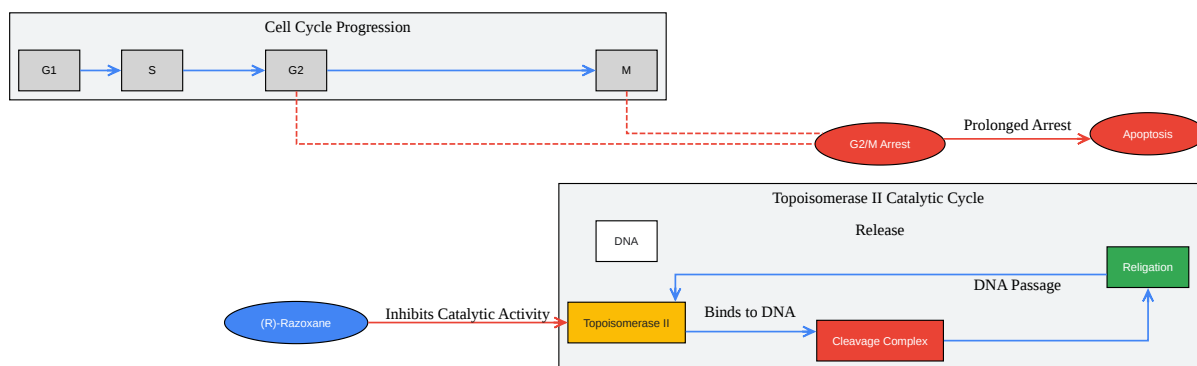 Cell Cycle Progression
G1
S
G2
M
G2/M Arrest
Prolonged Arrest
Apoptosis
Topoisomerase II Catalytic Cycle
DNA
Release
Religation
DNA Passage
(R)-Razoxane
Inhibits Catalytic Activity
Topoisomerase II
Binds to DNA
Cleavage Complex